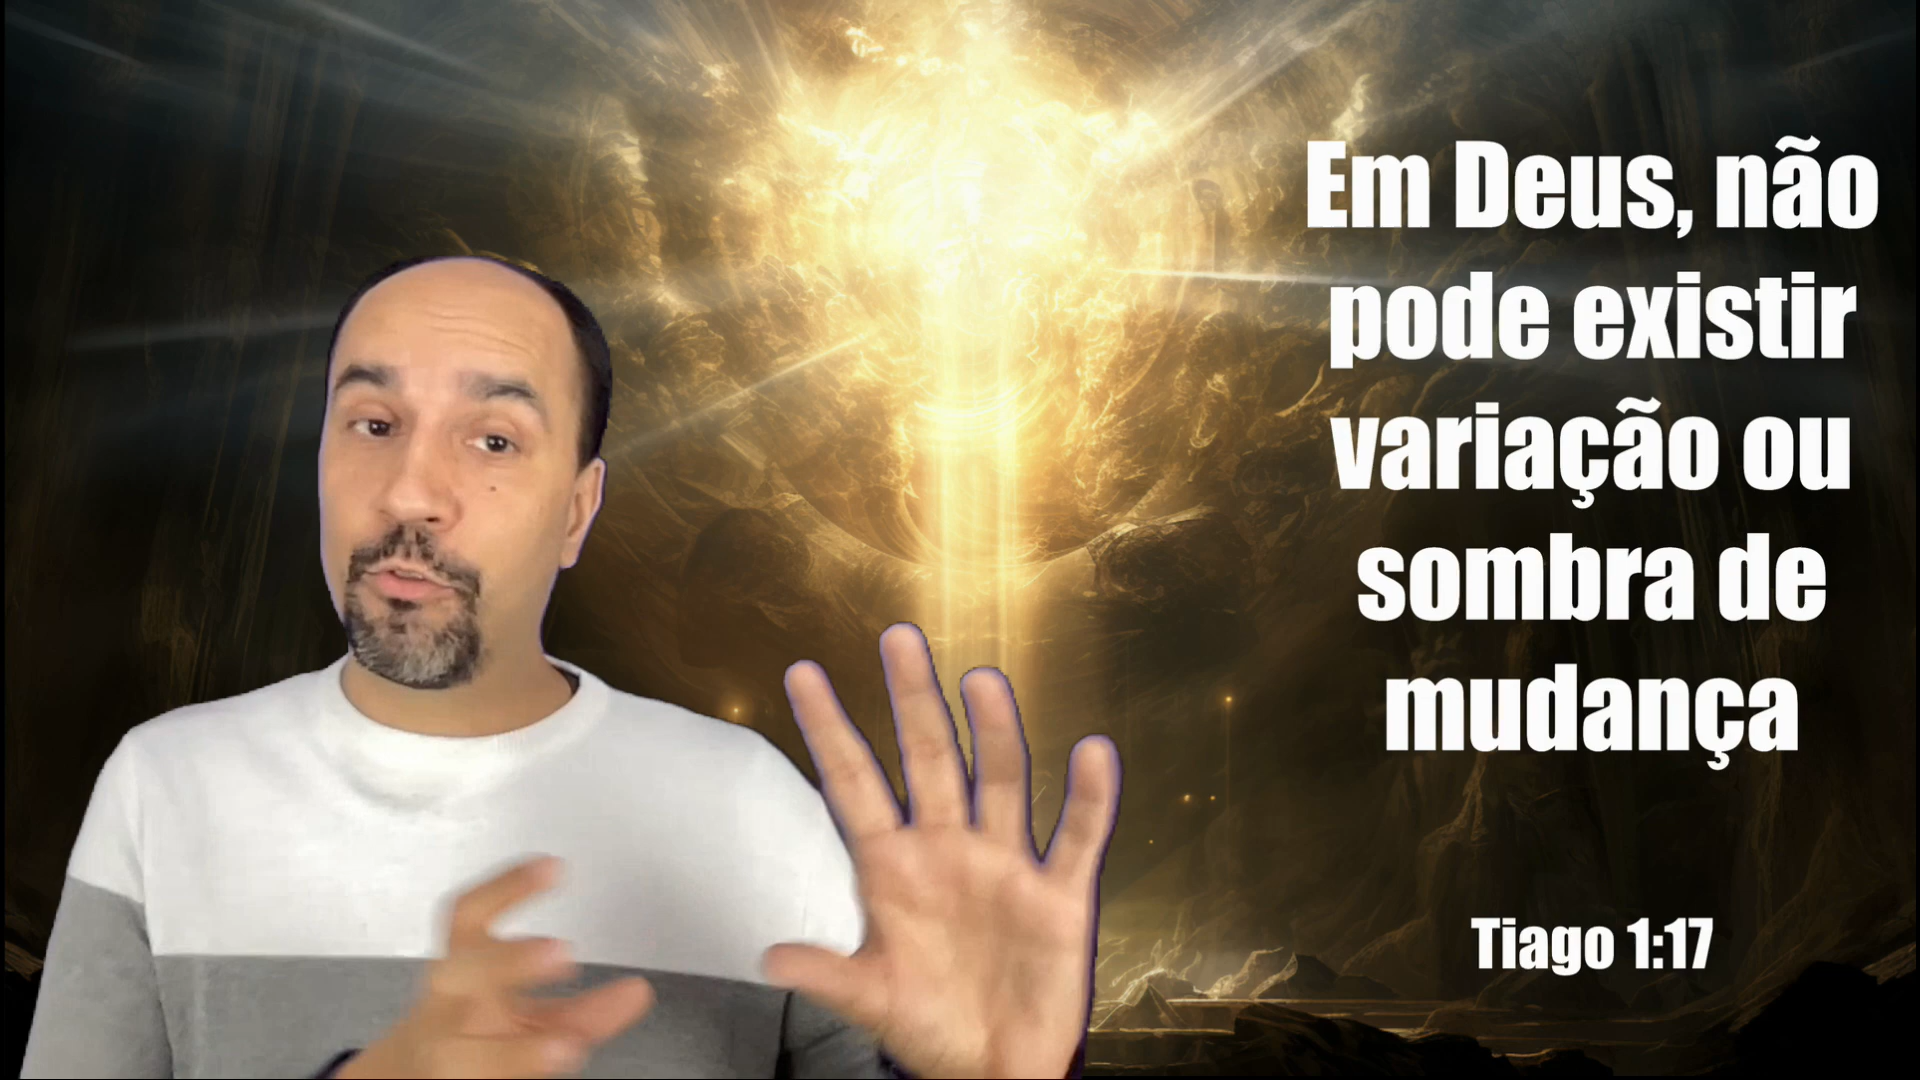 Em Deus, não
pode existir
variação ou
sombra de
mudança
Tiago 1:17